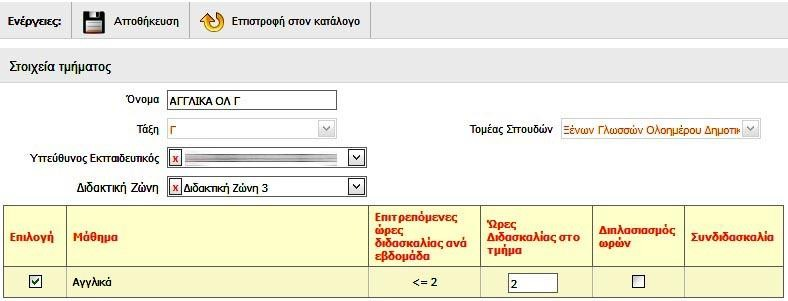 Ενέργειες: Αποθήκευση Επιστροφή στον κατάλογο
Στοιχεία τμήματος
Όνομα ΑΓΓΛΙΚΑ ΟΛ Γ
Τάξη Γ Τομέας Σπουδών Ξένων Γλωσσών Ολοημέρου Δημοτικ
Υπεύθυνος Εκπαιδευτικός x
Διδακτική Ζώνη x Διδακτική Ζώνη 3
Επιλογή Μάθημα Επιτρεπόμενες ώρες διδασκαλίας ανά εβδομάδα Ώρες Διδασκαλίας στο τμήμα Διπλασιασμός ωρών Συνδιδασκαλία
Αγγλικά <= 2 2